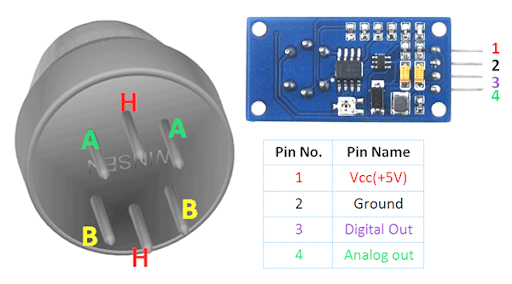 H
A
A
WINSEN
B
B
H
1
2
3
4
Pin No. Pin Name
1 Vcc(+5V)
2 Ground
3 Digital Out
4 Analog out